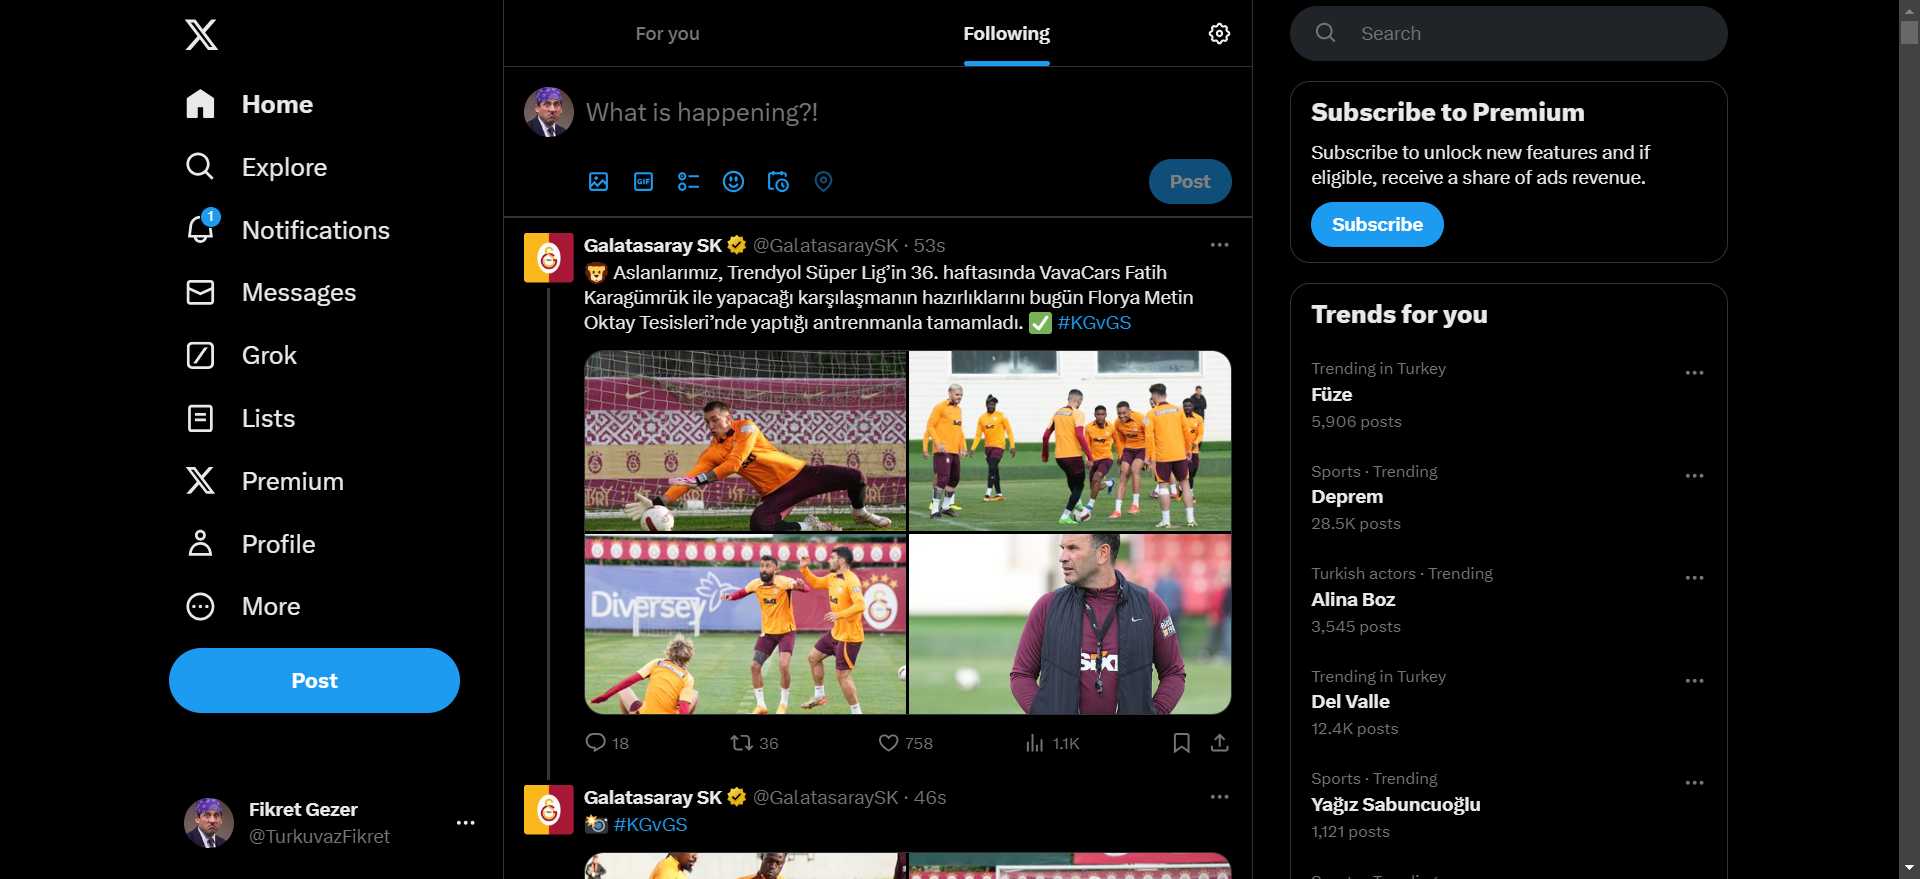 Home
Explore
1
Notifications
Messages
Grok
Lists
Premium
Profile
More
Post
Fikret Gezer
@TurkuvazFikret
For you
Following
What is happening?!
GIF
Post
Galatasaray SK @GalatasaraySK · 53s
Aslanlarımız, Trendyol Süper Lig’in 36. haftasında VavaCars Fatih
Karagümrük ile yapacağı karşılaşmanın hazırlıklarını bugün Florya Metin
Oktay Tesisleri’nde yaptığı antrenmanla tamamladı. ✅ #KGvGS
Diversey
18
36
758
1.1K
Galatasaray SK @GalatasaraySK · 46s
#KGvGS
Search
Subscribe to Premium
Subscribe to unlock new features and if
eligible, receive a share of ads revenue.
Subscribe
Trends for you
Trending in Turkey
Füze
5,906 posts
Sports · Trending
Deprem
28.5K posts
Turkish actors · Trending
Alina Boz
3,545 posts
Trending in Turkey
Del Valle
12.4K posts
Sports · Trending
Yağız Sabuncuoğlu
1,121 posts